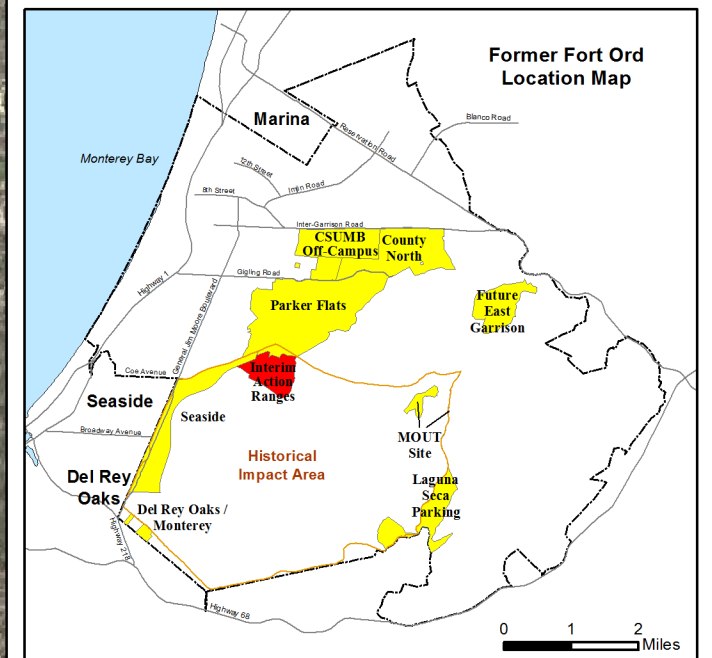 Former Fort Ord
Location Map
Marina
Blanco Road
Reservation Road
Monterey Bay
12th Street
Imjin Road
8th Street
Inter-Garrison Road
CSUMB
Off-Campus
County
North
Gigling Road
Highway 1
General Jim Moore Boulevard
Parker Flats
Future
East
Garrison
Coe Avenue
Interim
Action
Ranges
Seaside
Seaside
Broadway Avenue
MOUT
Site
Historical
Impact Area
Del Rey
Oaks
Laguna
Seca
Parking
Del Rey Oaks /
Monterey
Highway 218
Highway 68
0 1 2
Miles